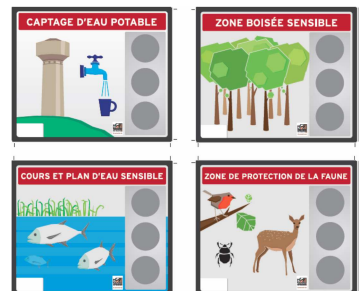 CAPTAGE D'EAU POTABLE
ZONE BOISÉE SENSIBLE
COURS ET PLAN D'EAU SENSIBLE
ZONE DE PROTECTION DE LA FAUNE